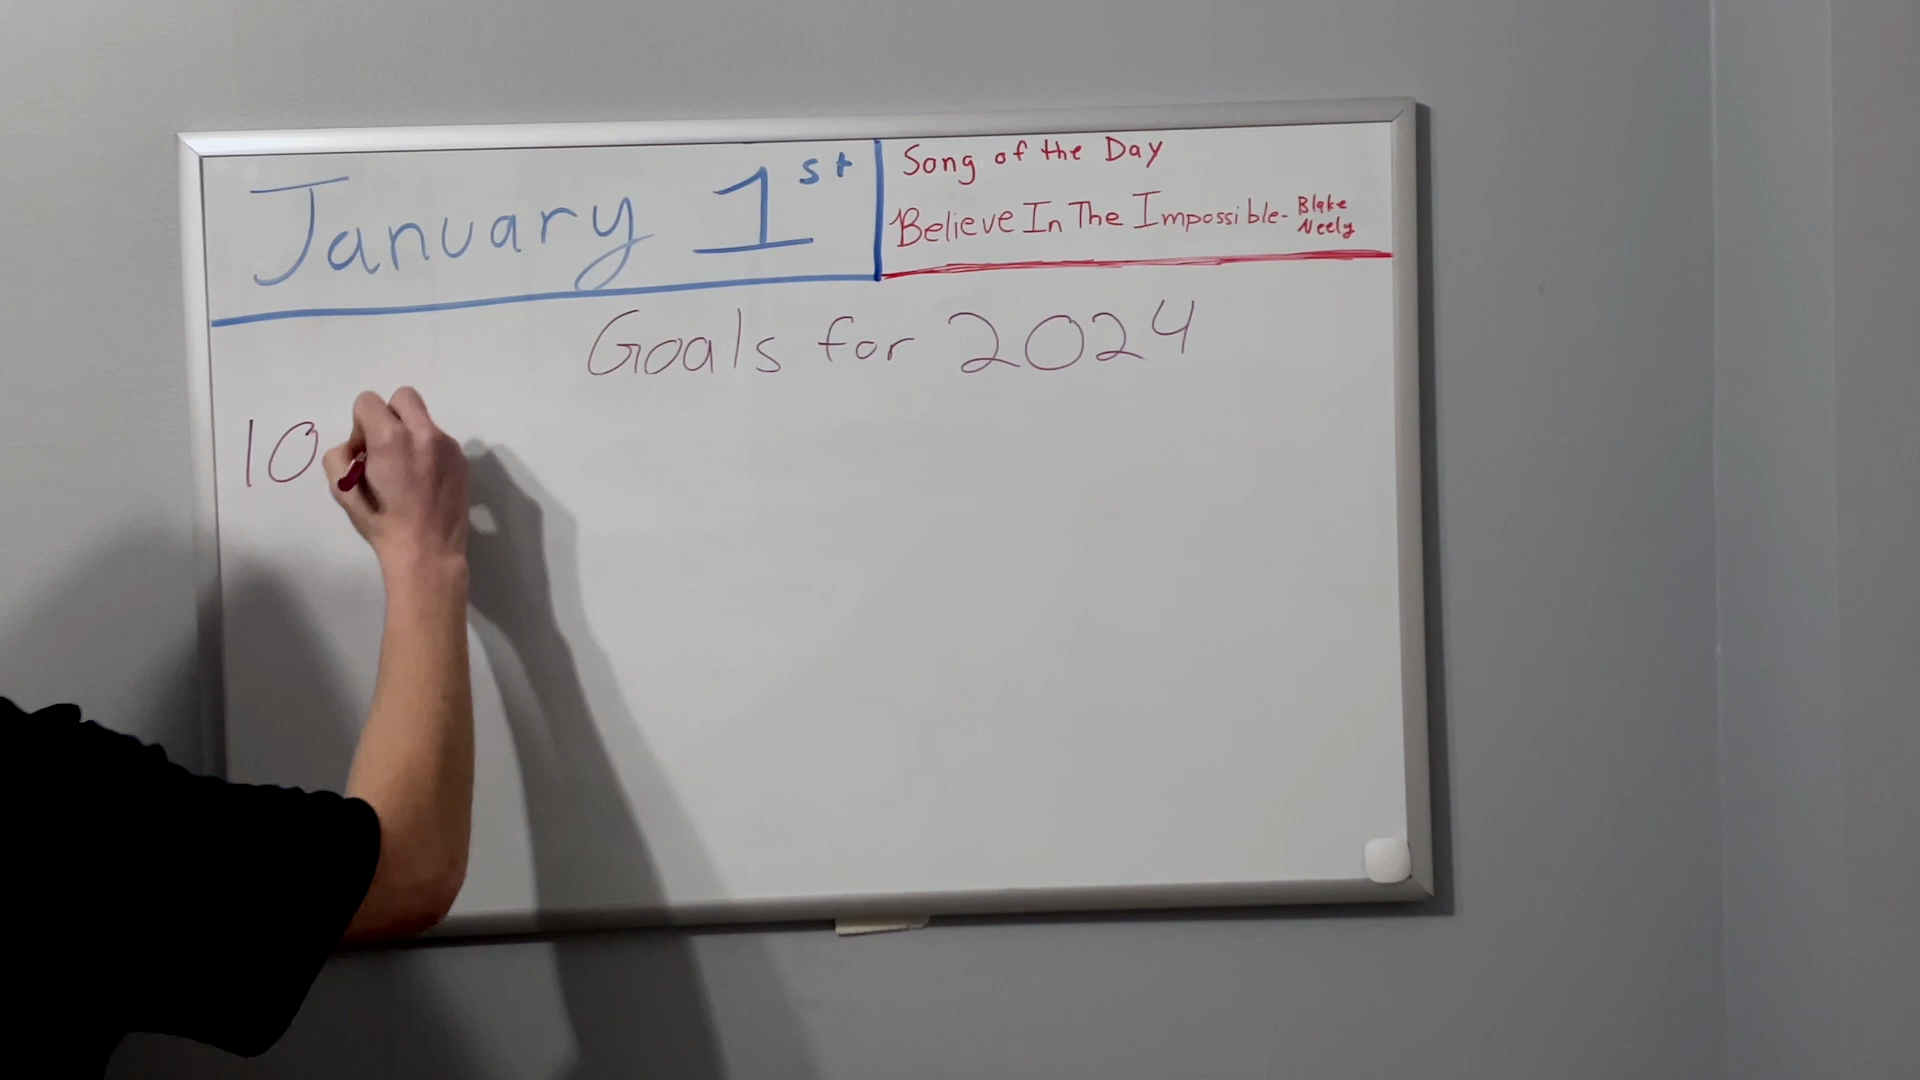 January 1st
Song of the Day
Believe In The Impossible- Blake Neely
Goals for 2024
10